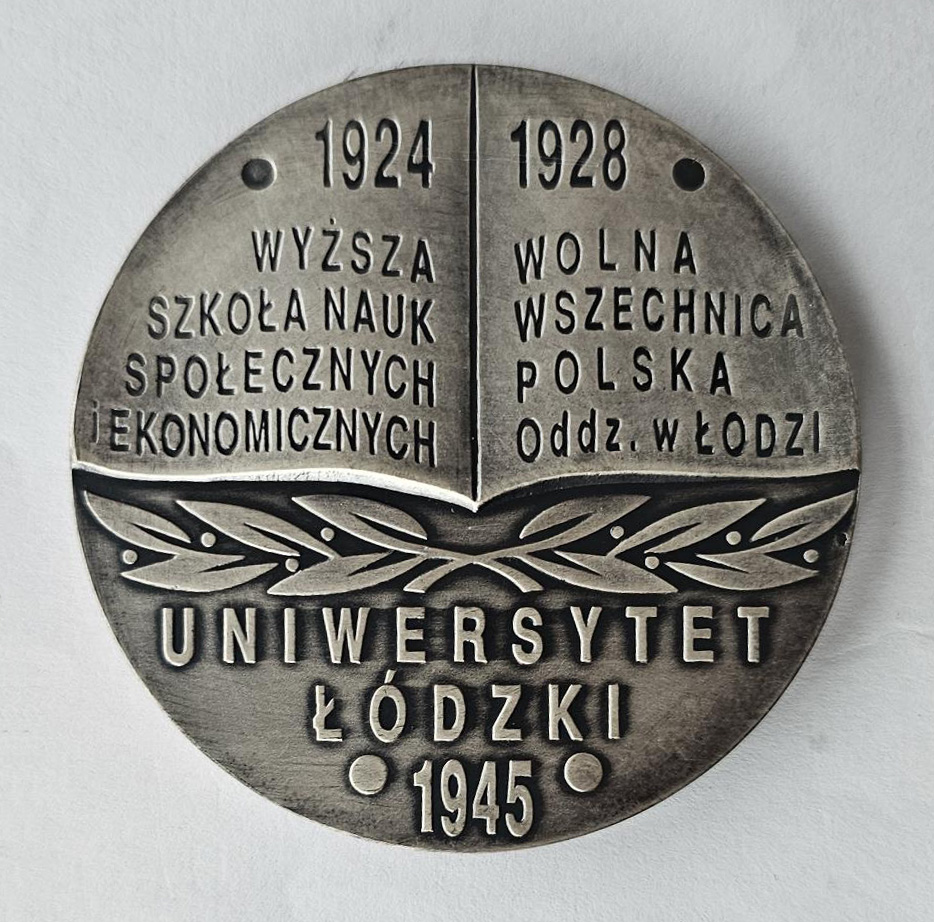 1924
WYŻSZA
SZKOŁA NAUK
SPOŁECZNYCH
i EKONOMICZNYCH
1928
WOLNA
WSZECHNICA
POLSKA
Oddz. w ŁODZI
UNIWERSYTET
ŁÓDZKI
1945